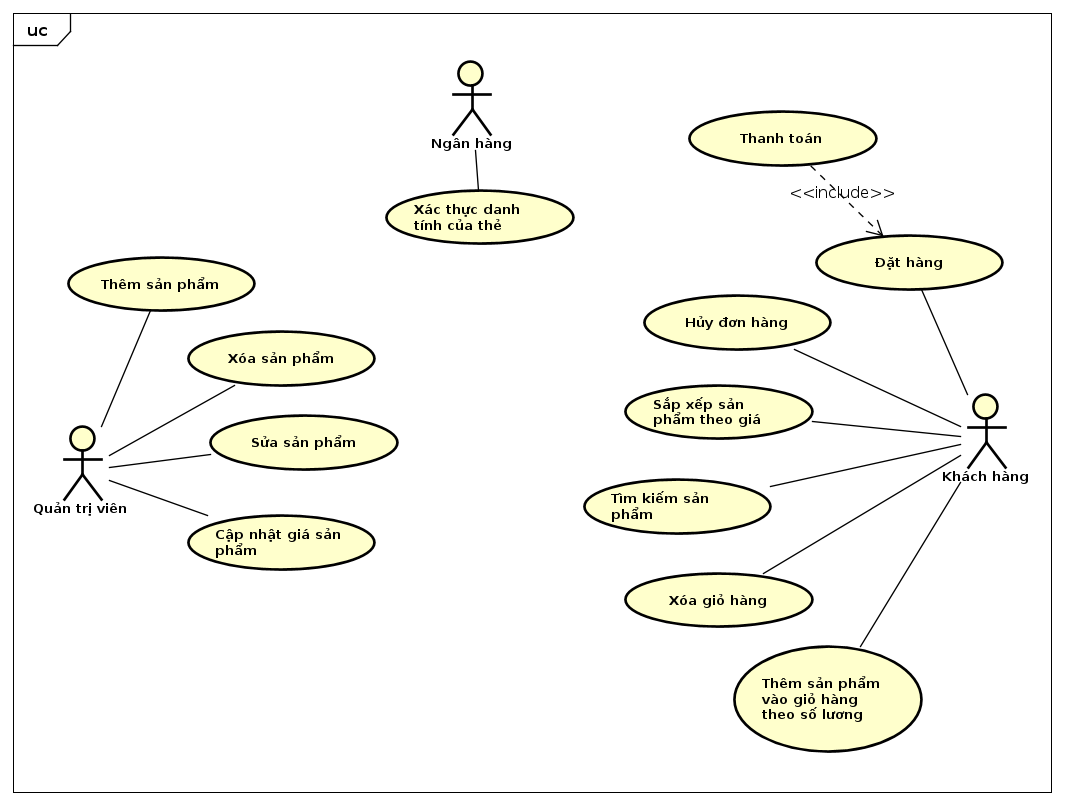 uc
Ngân hàng
Thanh toán
<<include>>
Xác thực danh
tính của thẻ
Đặt hàng
Thêm sản phẩm
Hủy đơn hàng
Xóa sản phẩm
Sắp xếp sản
phẩm theo giá
Sửa sản phẩm
Khách hàng
Quản trị viên
Tìm kiếm sản
phẩm
Cập nhật giá sản
phẩm
Xóa giỏ hàng
Thêm sản phẩm
vào giỏ hàng
theo số lương